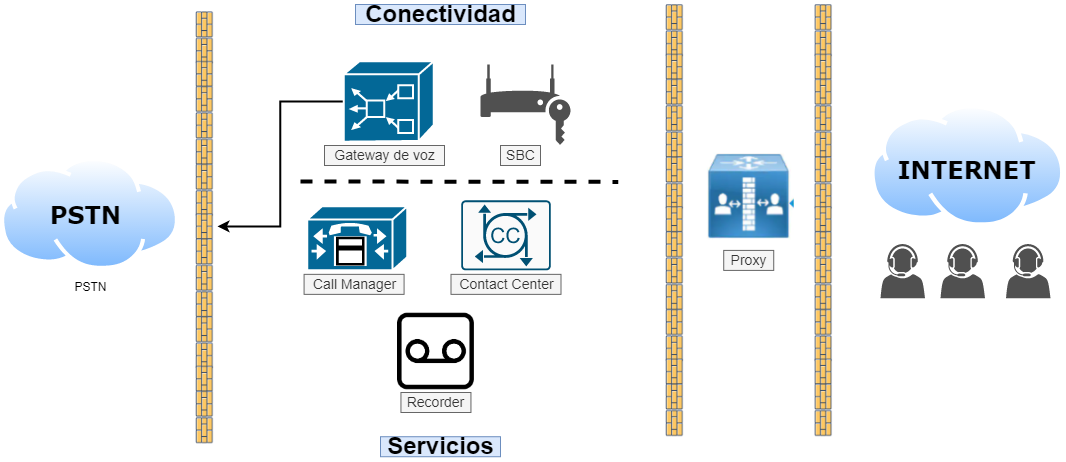 Conectividad
Gateway de voz
SBC
PSTN
PSTN
Call Manager
CC
Contact Center
Recorder
Servicios
Proxy
INTERNET